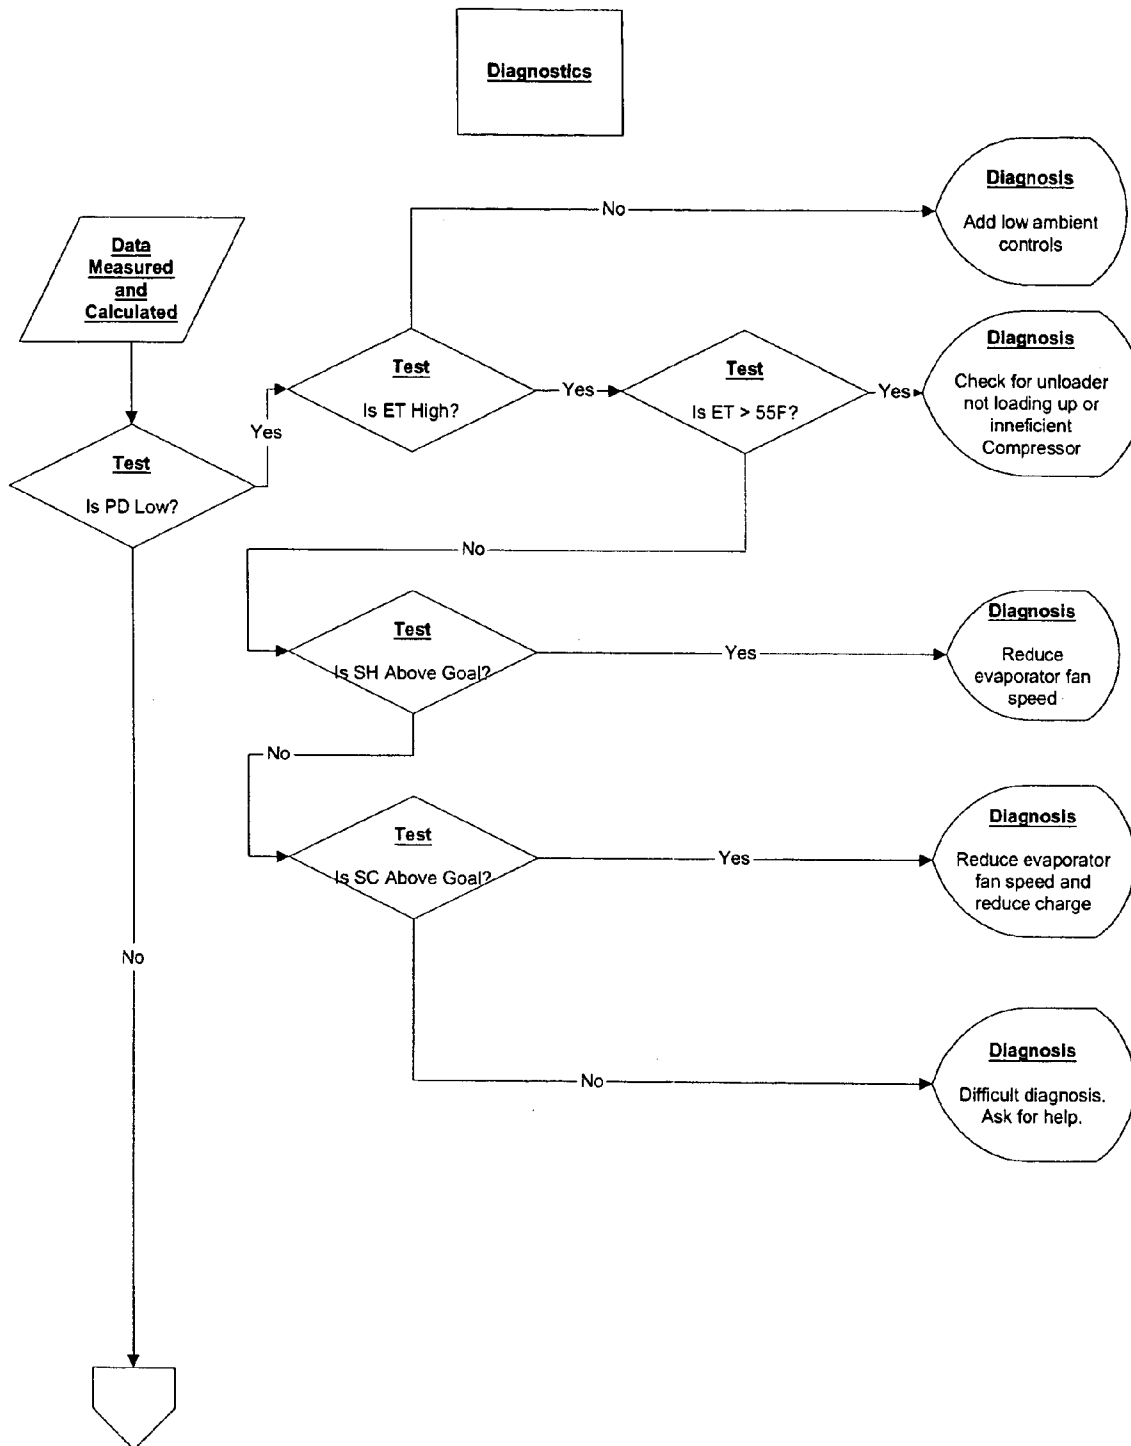 Diagnostics
Diagnosis
Add low ambient
controls
No
Data
Measured
and
Calculated
Test
Is ET High?
Yes
Test
Is ET > 55F?
Yes
Diagnosis
Check for unloader
not loading up or
inneficient
Compressor
Yes
Test
Is PD Low?
No
Test
Is SH Above Goal?
Yes
Diagnosis
Reduce
evaporator fan
speed
No
Test
Is SC Above Goal?
Yes
Diagnosis
Reduce evaporator
fan speed and
reduce charge
No
No
Diagnosis
Difficult diagnosis.
Ask for help.